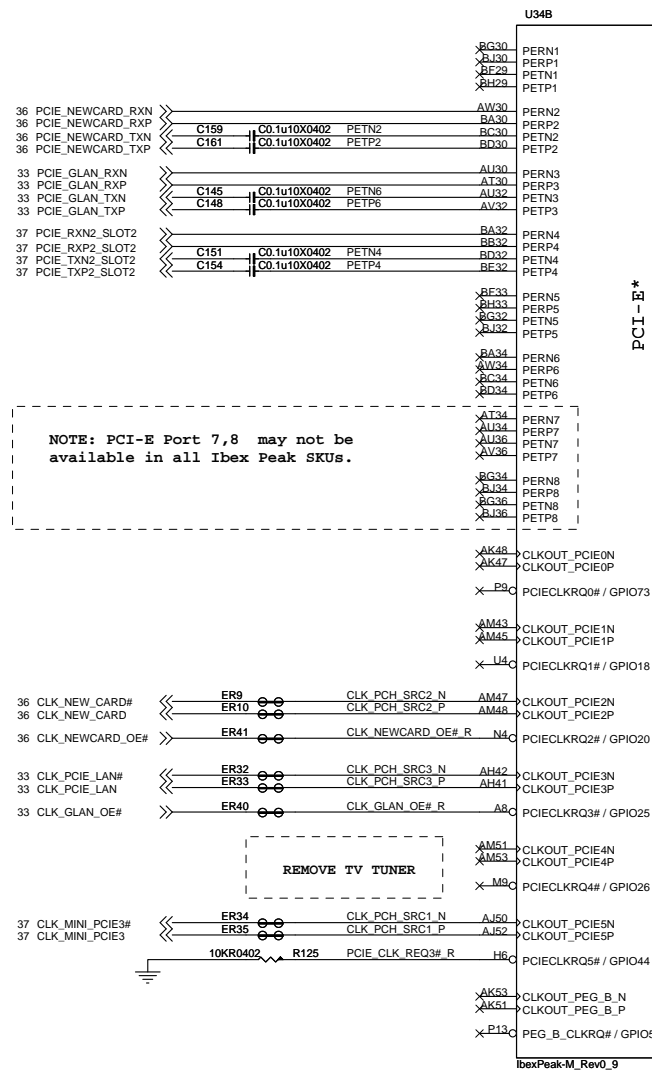 U34B
BG30 PERN1
BJ30 PERP1
BF29 PETN1
BH29 PETP1
36 PCIE_NEWCARD_RXN AW30 PERN2
36 PCIE_NEWCARD_RXP BA30 PERP2
36 PCIE_NEWCARD_TXN C159 C0.1u10X0402 PETN2 BC30 PETN2
36 PCIE_NEWCARD_TXP C161 C0.1u10X0402 PETP2 BD30 PETP2
33 PCIE_GLAN_RXN AU30 PERN3
33 PCIE_GLAN_RXP AT30 PERP3
33 PCIE_GLAN_TXN C145 C0.1u10X0402 PETN6 AU32 PETN3
33 PCIE_GLAN_TXP C148 C0.1u10X0402 PETP6 AV32 PETP3
37 PCIE_RXN2_SLOT2 BA32 PERN4
37 PCIE_RXP2_SLOT2 BB32 PERP4
37 PCIE_TXN2_SLOT2 C151 C0.1u10X0402 PETN4 BD32 PETN4
37 PCIE_TXP2_SLOT2 C154 C0.1u10X0402 PETP4 BE32 PETP4
PCI-E*
BF33 PERN5
BH33 PERP5
BG32 PETN5
BJ32 PETP5
BA34 PERN6
AW34 PERP6
BC34 PETN6
BD34 PETP6
NOTE: PCI-E Port 7,8 may not be
available in all Ibex Peak SKUs.
AT34 PERN7
AU34 PERP7
AU36 PETN7
AV36 PETP7
BG34 PERN8
BJ34 PERP8
BG36 PETN8
BJ36 PETP8
AK48 CLKOUT_PCIE0N
AK47 CLKOUT_PCIE0P
P9 PCIECLKRQ0# / GPIO73
AM43 CLKOUT_PCIE1N
AM45 CLKOUT_PCIE1P
U4 PCIECLKRQ1# / GPIO18
36 CLK_NEW_CARD# ER9 CLK_PCH_SRC2_N AM47 CLKOUT_PCIE2N
36 CLK_NEW_CARD ER10 CLK_PCH_SRC2_P AM48 CLKOUT_PCIE2P
36 CLK_NEWCARD_OE# ER41 CLK_NEWCARD_OE#_R N4 PCIECLKRQ2# / GPIO20
33 CLK_PCIE_LAN# ER32 CLK_PCH_SRC3_N AH42 CLKOUT_PCIE3N
33 CLK_PCIE_LAN ER33 CLK_PCH_SRC3_P AH41 CLKOUT_PCIE3P
33 CLK_GLAN_OE# ER40 CLK_GLAN_OE#_R A8 PCIECLKRQ3# / GPIO25
REMOVE TV TUNER
AM51 CLKOUT_PCIE4N
AM53 CLKOUT_PCIE4P
M9 PCIECLKRQ4# / GPIO26
37 CLK_MINI_PCIE3# ER34 CLK_PCH_SRC1_N AJ50 CLKOUT_PCIE5N
37 CLK_MINI_PCIE3 ER35 CLK_PCH_SRC1_P AJ52 CLKOUT_PCIE5P
10KR0402 R125 PCIE_CLK_REQ3#_R H6 PCIECLKRQ5# / GPIO44
AK53 CLKOUT_PEG_B_N
AK51 CLKOUT_PEG_B_P
P13 PEG_B_CLKRQ# / GPIO5
IbexPeak-M_Rev0_9